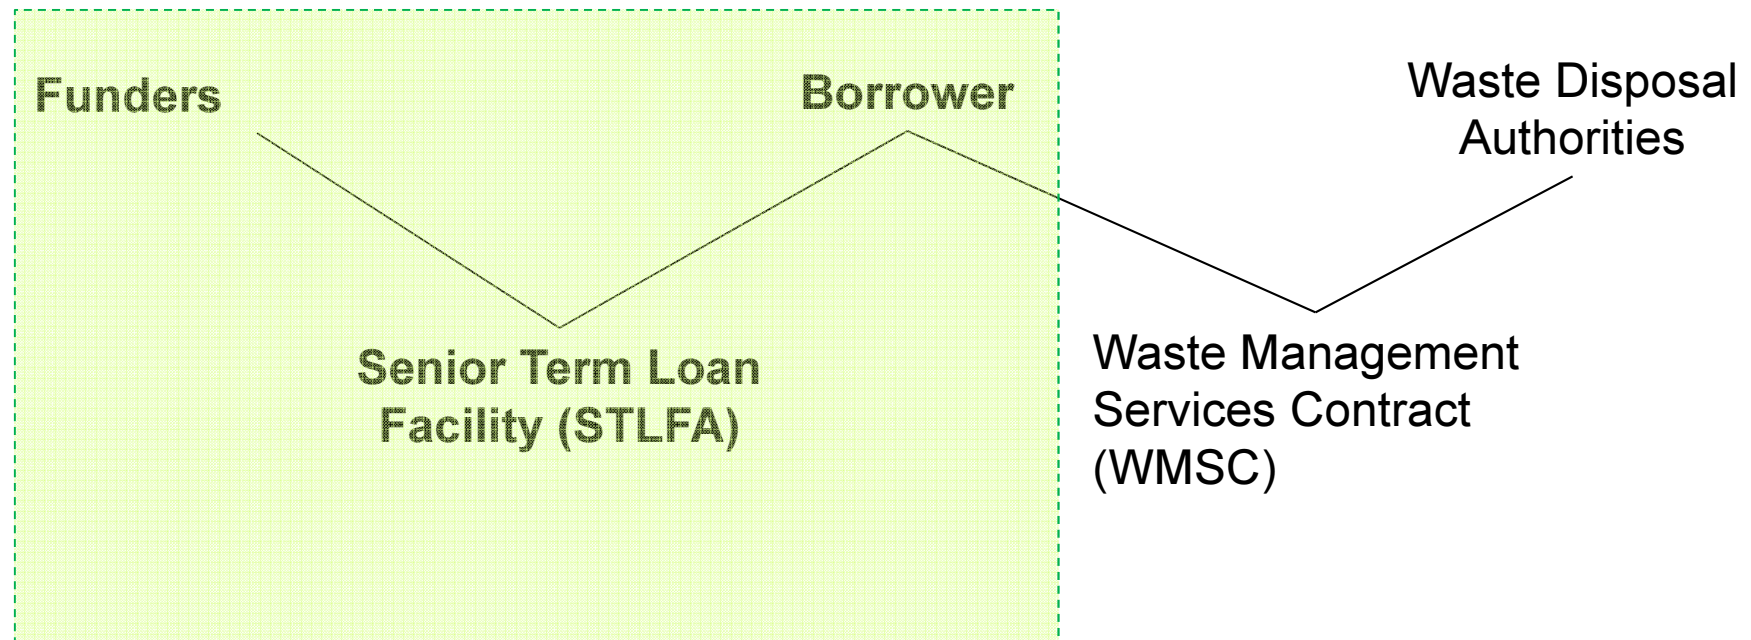 Funders
Borrower
Waste Disposal
Authorities
Senior Term Loan
Facility (STLFA)
Waste Management
Services Contract
(WMSC)